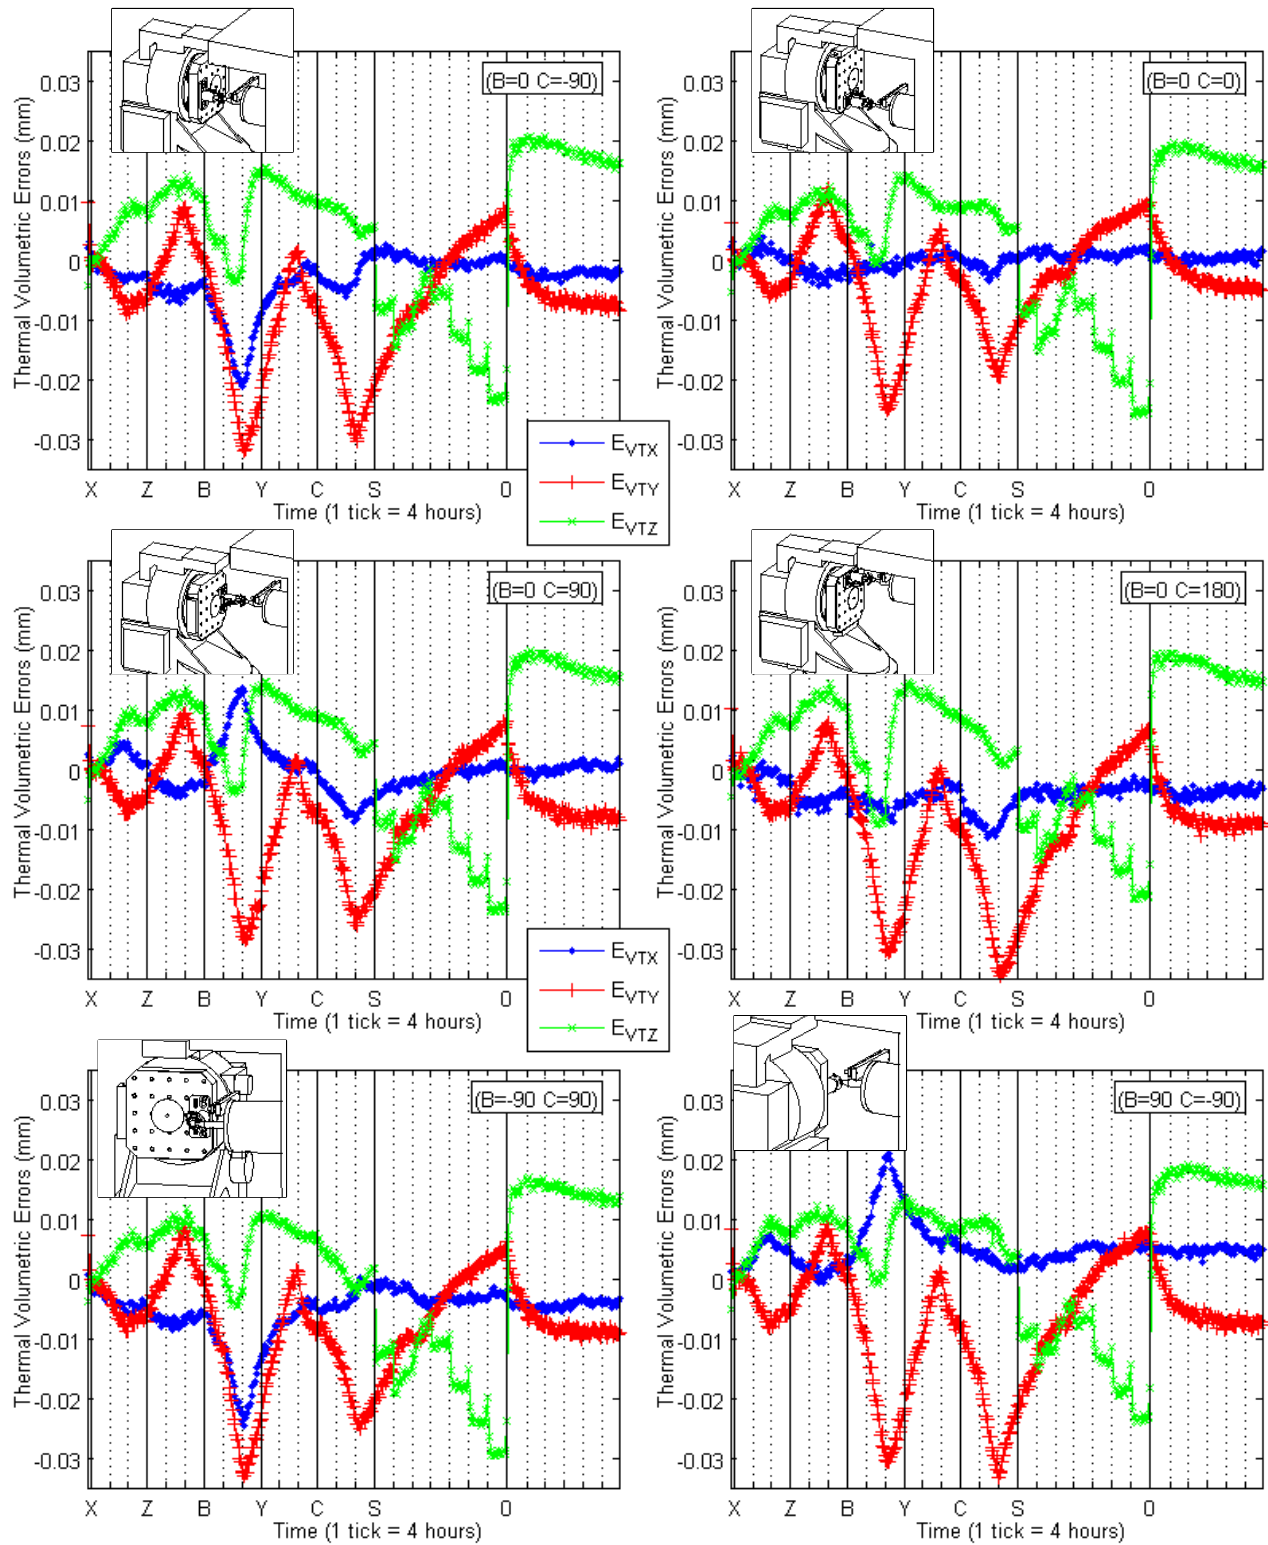 (B=0 C=-90)
Thermal Volumetric Errors (mm)
0.03
0.02
0.01
0
-0.01
-0.02
-0.03
X Z B Y C S 0
Time (1 tick = 4 hours)
(B=0 C=0)
Thermal Volumetric Errors (mm)
0.03
0.02
0.01
0
-0.01
-0.02
-0.03
X Z B Y C S 0
Time (1 tick = 4 hours)
EVTX
EVTY
EVTZ
(B=0 C=90)
Thermal Volumetric Errors (mm)
0.03
0.02
0.01
0
-0.01
-0.02
-0.03
X Z B Y C S 0
Time (1 tick = 4 hours)
(B=0 C=180)
Thermal Volumetric Errors (mm)
0.03
0.02
0.01
0
-0.01
-0.02
-0.03
X Z B Y C S 0
Time (1 tick = 4 hours)
EVTX
EVTY
EVTZ
(B=-90 C=90)
Thermal Volumetric Errors (mm)
0.03
0.02
0.01
0
-0.01
-0.02
-0.03
X Z B Y C S 0
Time (1 tick = 4 hours)
(B=90 C=-90)
Thermal Volumetric Errors (mm)
0.03
0.02
0.01
0
-0.01
-0.02
-0.03
X Z B Y C S 0
Time (1 tick = 4 hours)